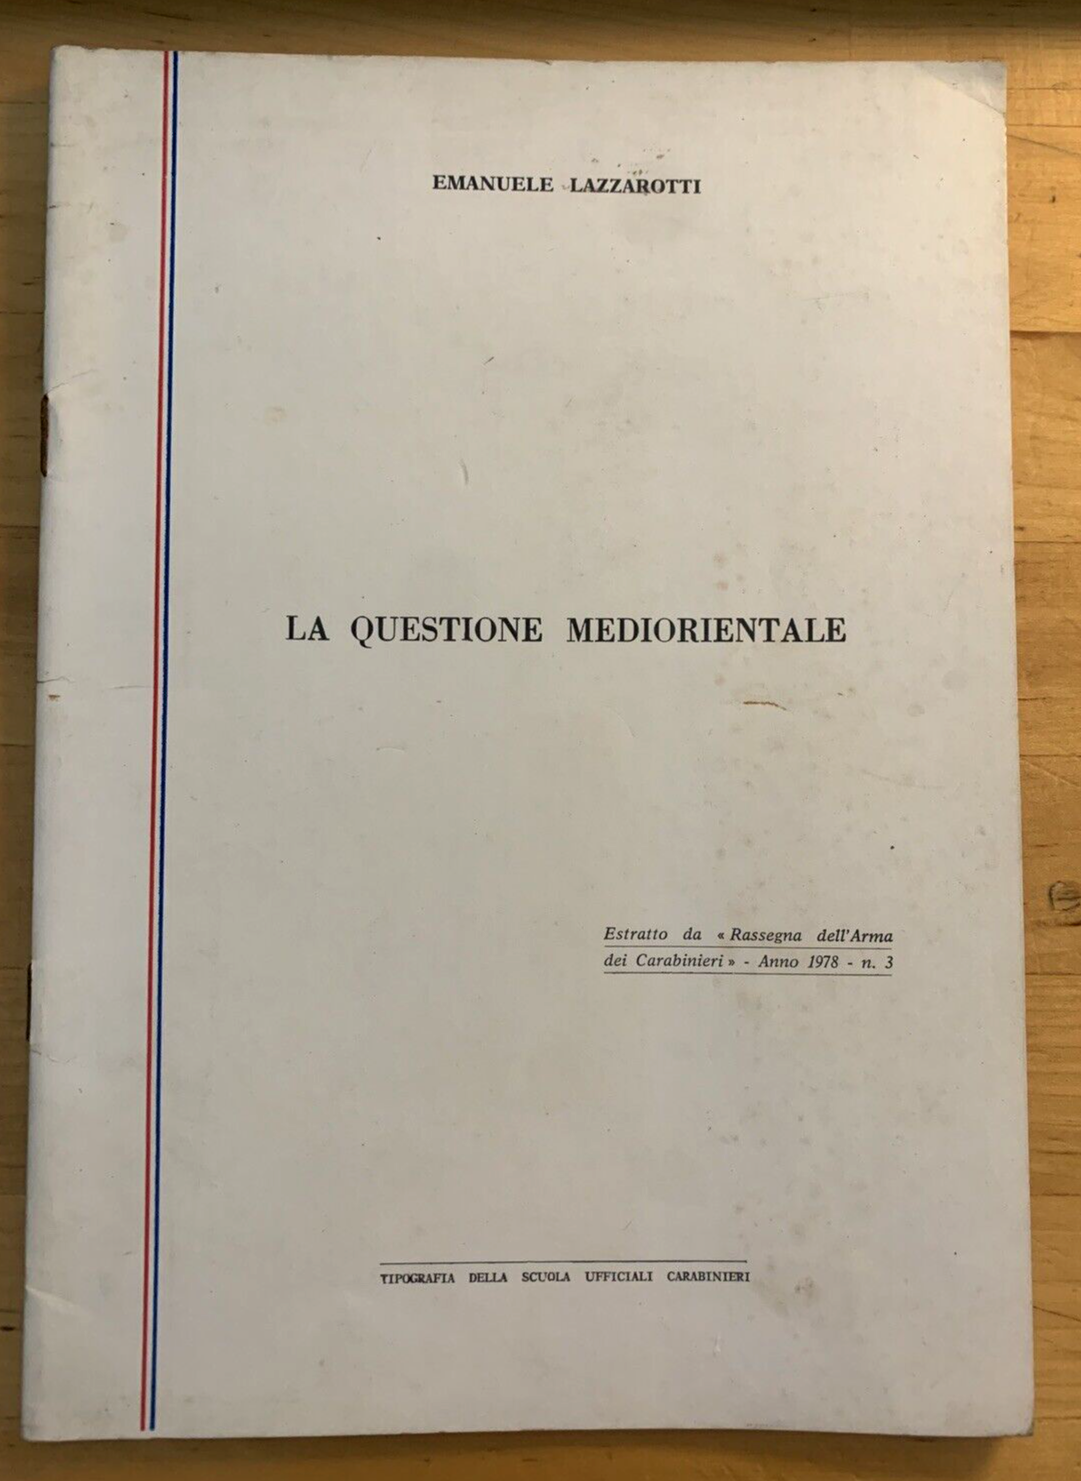 EMANUELE LAZZAROTTI
LA QUESTIONE MEDIORIENTALE
Estratto da « Rassegna dell'Arma
dei Carabinieri » - Anno 1978 - n. 3
TIPOGRAFIA DELLA SCUOLA UFFICIALI CARABINIERI